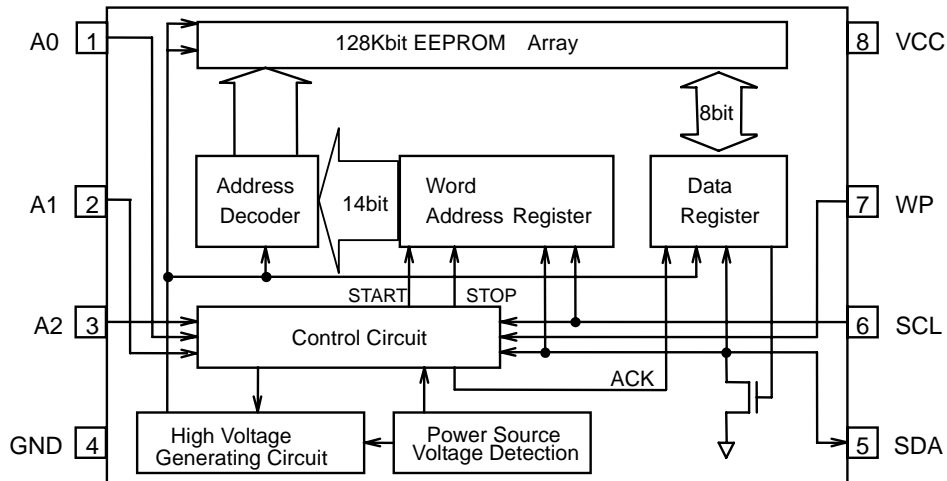 A0 1
128Kbit EEPROM Array
8 VCC
8bit
A1 2
Address
Decoder
14bit
Word
Address Register
Data
Register
7 WP
START
STOP
A2 3
Control Circuit
6 SCL
ACK
GND 4
High Voltage
Generating Circuit
Power Source
Voltage Detection
5 SDA